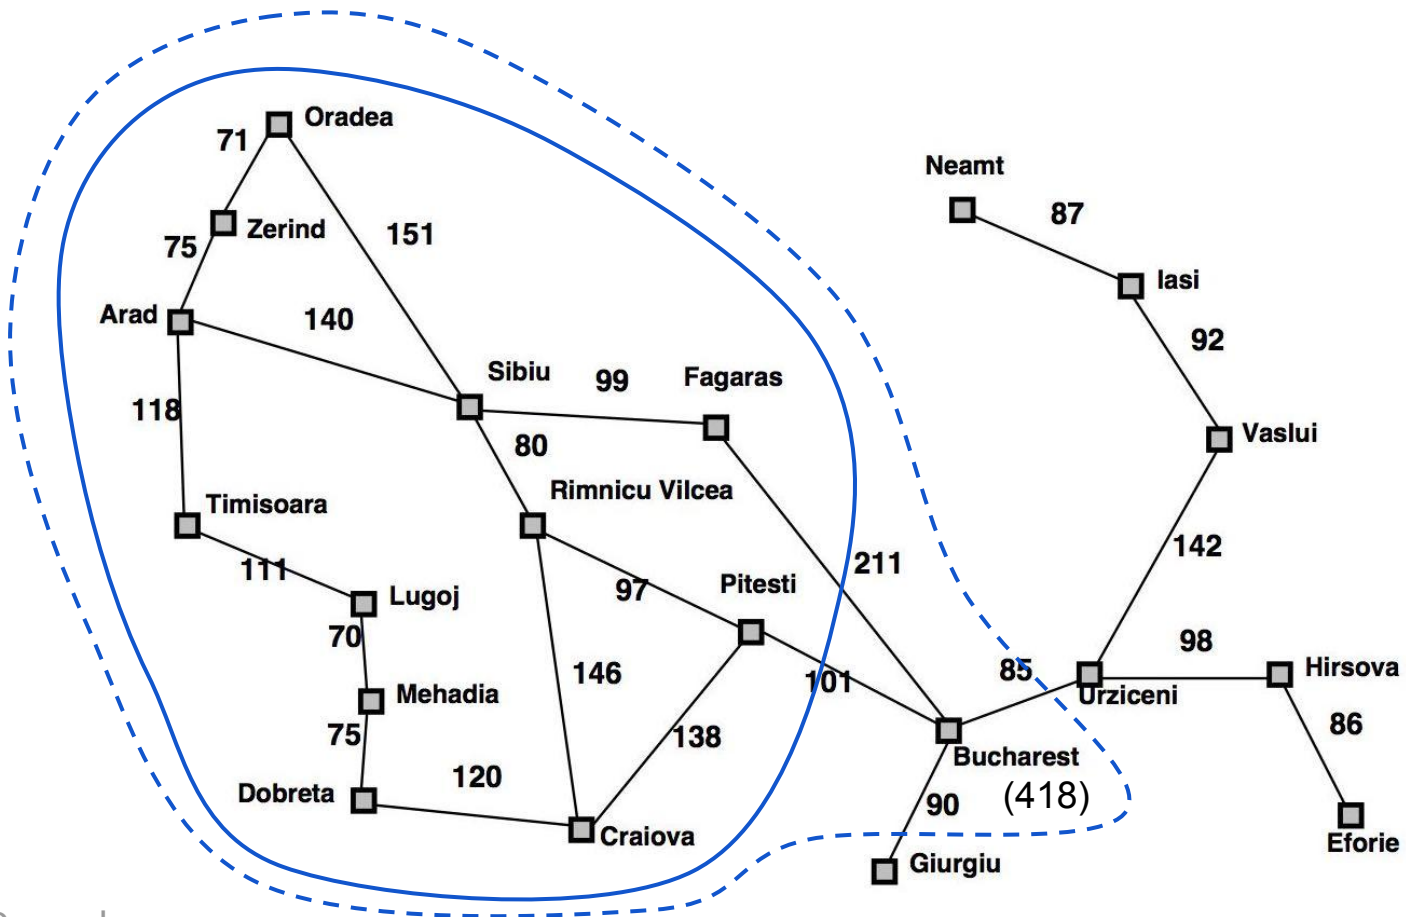 Oradea
71
Neamt
87
Zerind
151
75
Iasi
Arad
140
92
Sibiu
99
Fagaras
118
80
Vaslui
Rimnicu Vilcea
Timisoara
142
211
111
97
Pitesti
Lugoj
70
98
146
85
Hirsova
101
Urziceni
Mehadia
75
138
86
Bucharest
120
Dobreta
(418)
90
Craiova
Eforie
Giurgiu